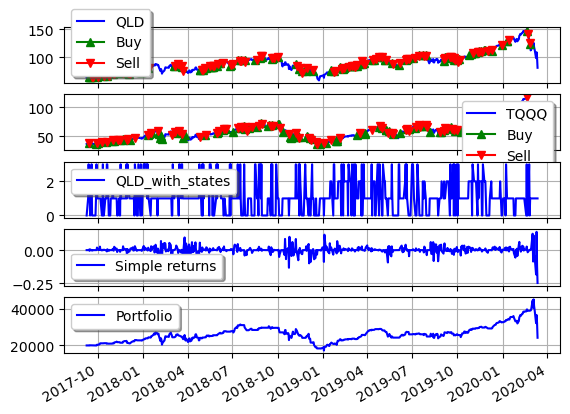 QLD
Buy
Sell
150
100
TQQQ
Buy
Sell
100
50
QLD_with_states
2
0
Simple returns
0.00
−0.25
Portfolio
40000
20000
2017-10
2018-01
2018-04
2018-07
2018-10
2019-01
2019-04
2019-07
2019-10
2020-01
2020-04